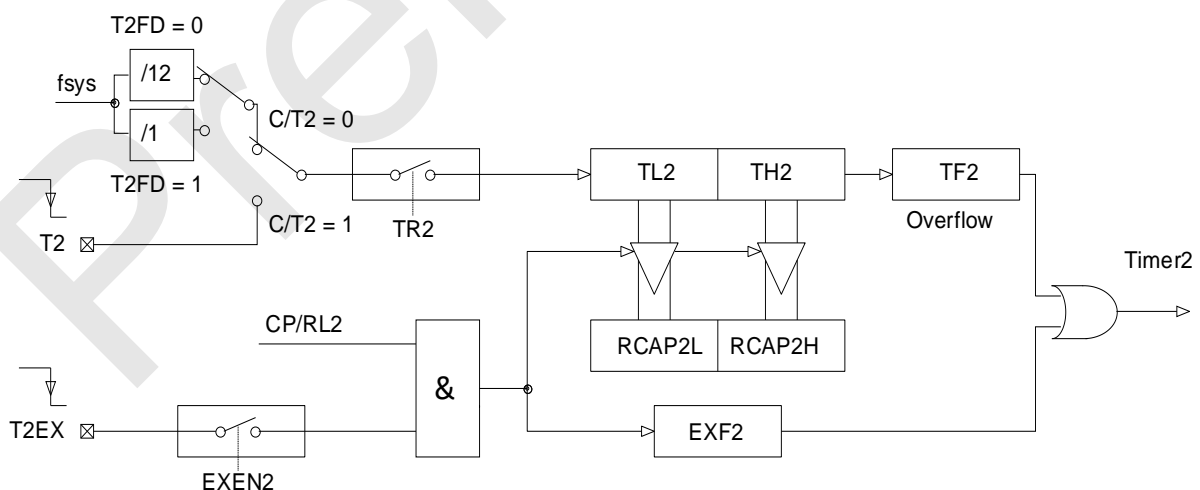 T2FD = 0
/12
fsys
C/T2 = 0
/1
T2FD = 1
TL2
TH2
TF2
C/T2 = 1
Overflow
T2
TR2
Timer2
CP/RL2
RCAP2L
RCAP2H
&
T2EX
EXF2
EXEN2
Pre